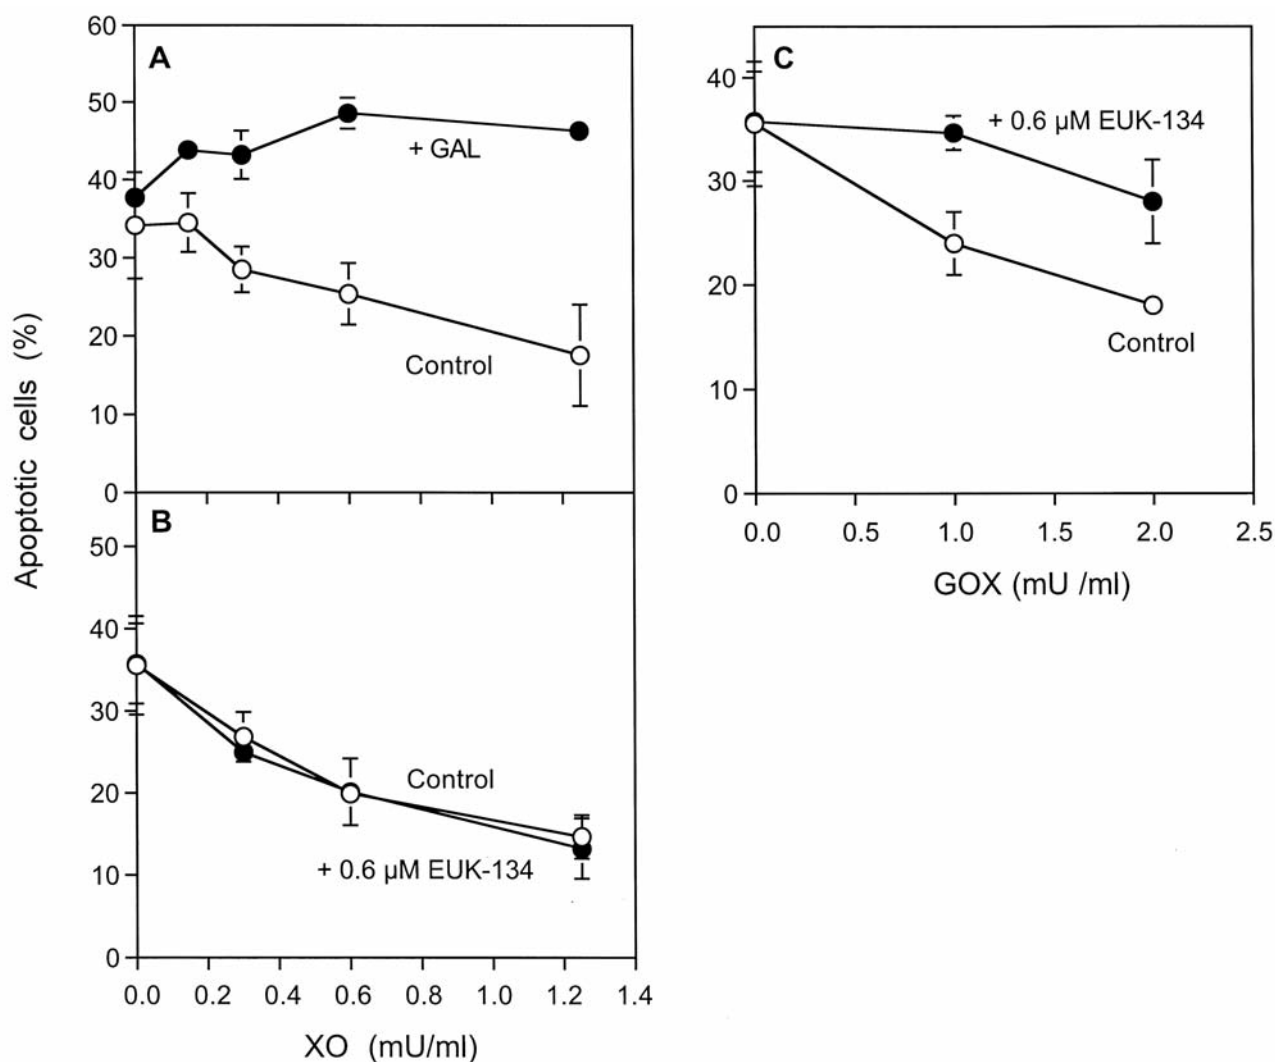 A
60
50
40
30
20
10
0
+ GAL
Control
Apoptotic cells (%)
B
50
40
30
20
10
0
Control
+ 0.6 µM EUK-134
0.0 0.2 0.4 0.6 0.8 1.0 1.2 1.4
XO (mU/ml)
C
40
30
20
10
0
+ 0.6 µM EUK-134
Control
0.0 0.5 1.0 1.5 2.0 2.5
GOX (mU /ml)